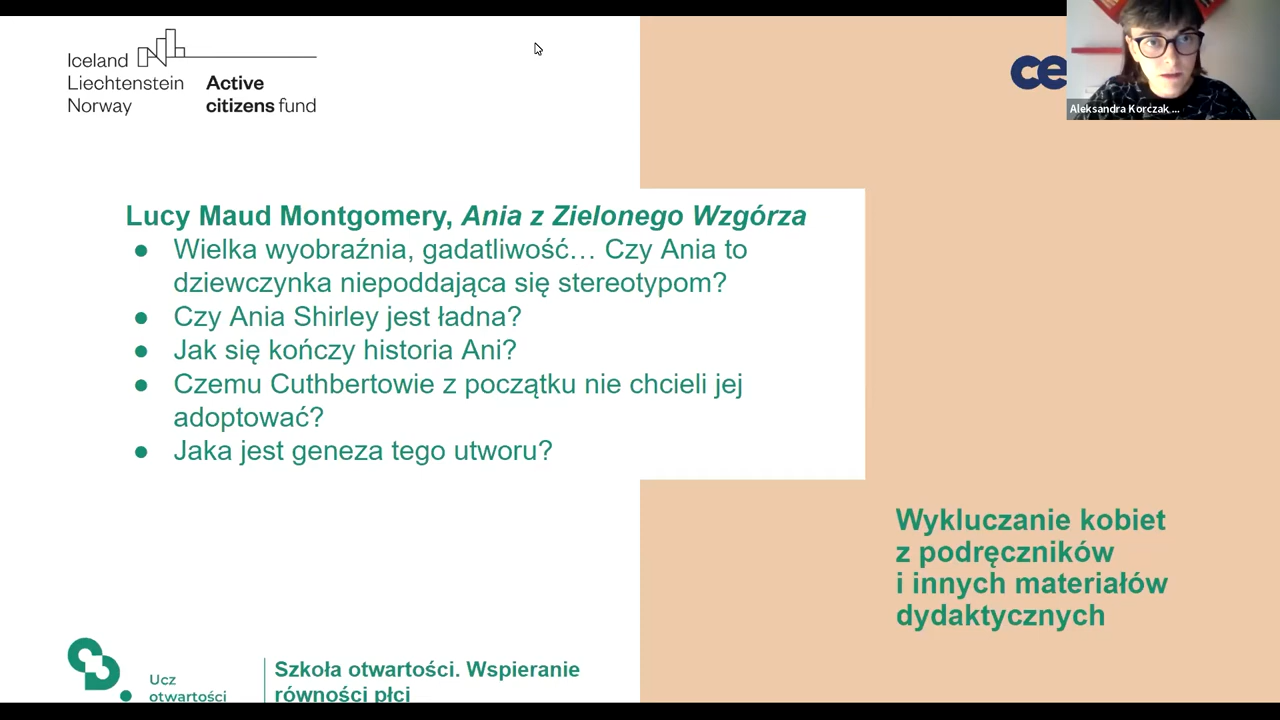 Iceland
Liechtenstein
Norway
Active
citizens fund
ce
Aleksandra Korczak ...
Lucy Maud Montgomery, Ania z Zielonego Wzgórza
● Wielka wyobraźnia, gadatliwość… Czy Ania to
dziewczynka niepoddająca się stereotypom?
● Czy Ania Shirley jest ładna?
● Jak się kończy historia Ani?
● Czemu Cuthbertowie z początku nie chcieli jej
adoptować?
● Jaka jest geneza tego utworu?
Wykluczanie kobiet
z podręczników
i innych materiałów
dydaktycznych
Ucz
otwartości
Szkoła otwartości. Wspieranie
równości płci